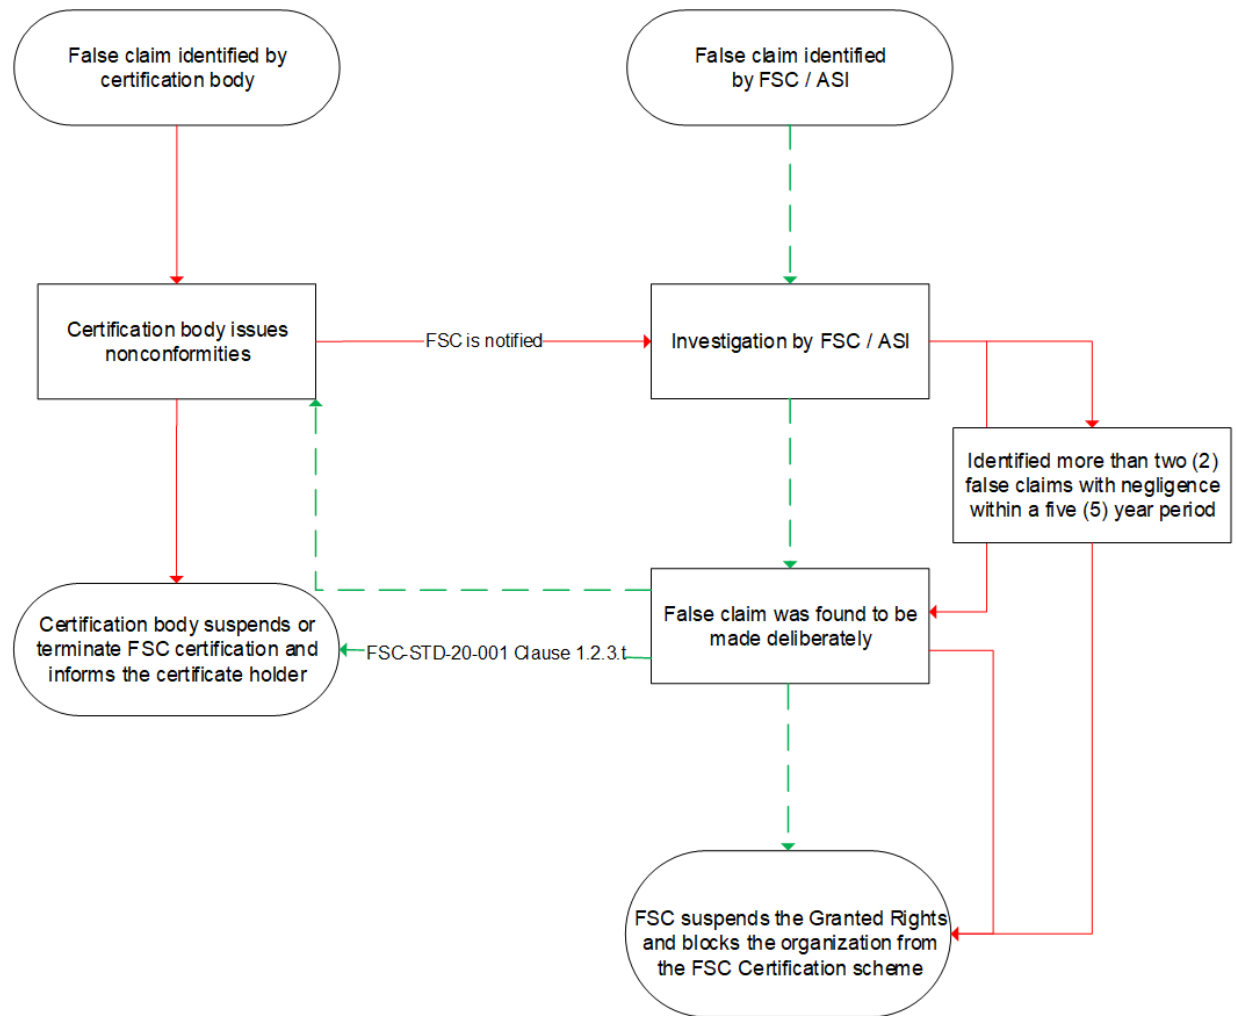 False claim identified by
certification body
False claim identified
by FSC / ASI
Certification body issues
nonconformities
FSC is notified
Investigation by FSC / ASI
Identified more than two (2)
false claims with negligence
within a five (5) year period
False claim was found to be
made deliberately
Certification body suspends or
terminate FSC certification and
informs the certificate holder
FSC-STD-20-001 Clause 1.2.3.t
FSC suspends the Granted Rights
and blocks the organization from
the FSC Certification scheme